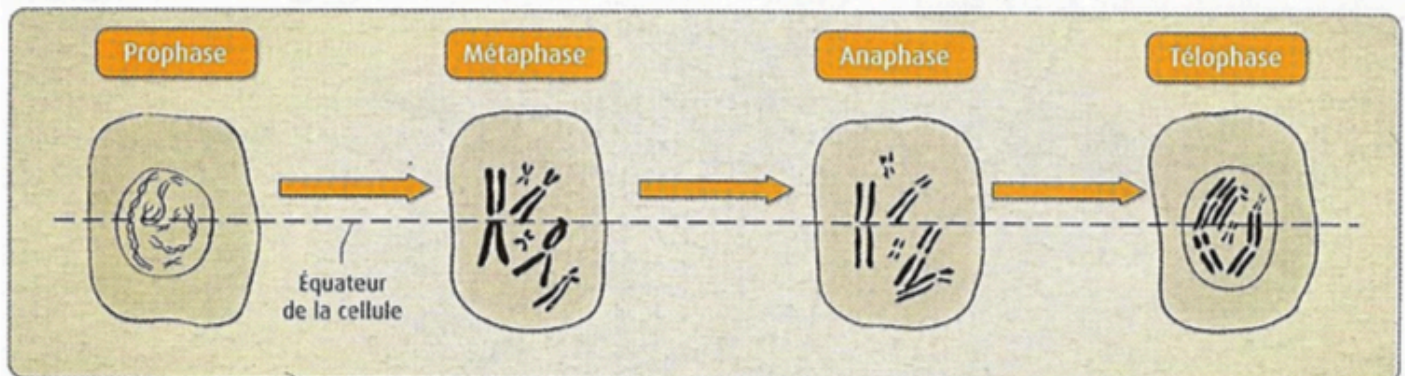 Prophase
Métaphase
Anaphase
Télophase
Équateur
de la cellule